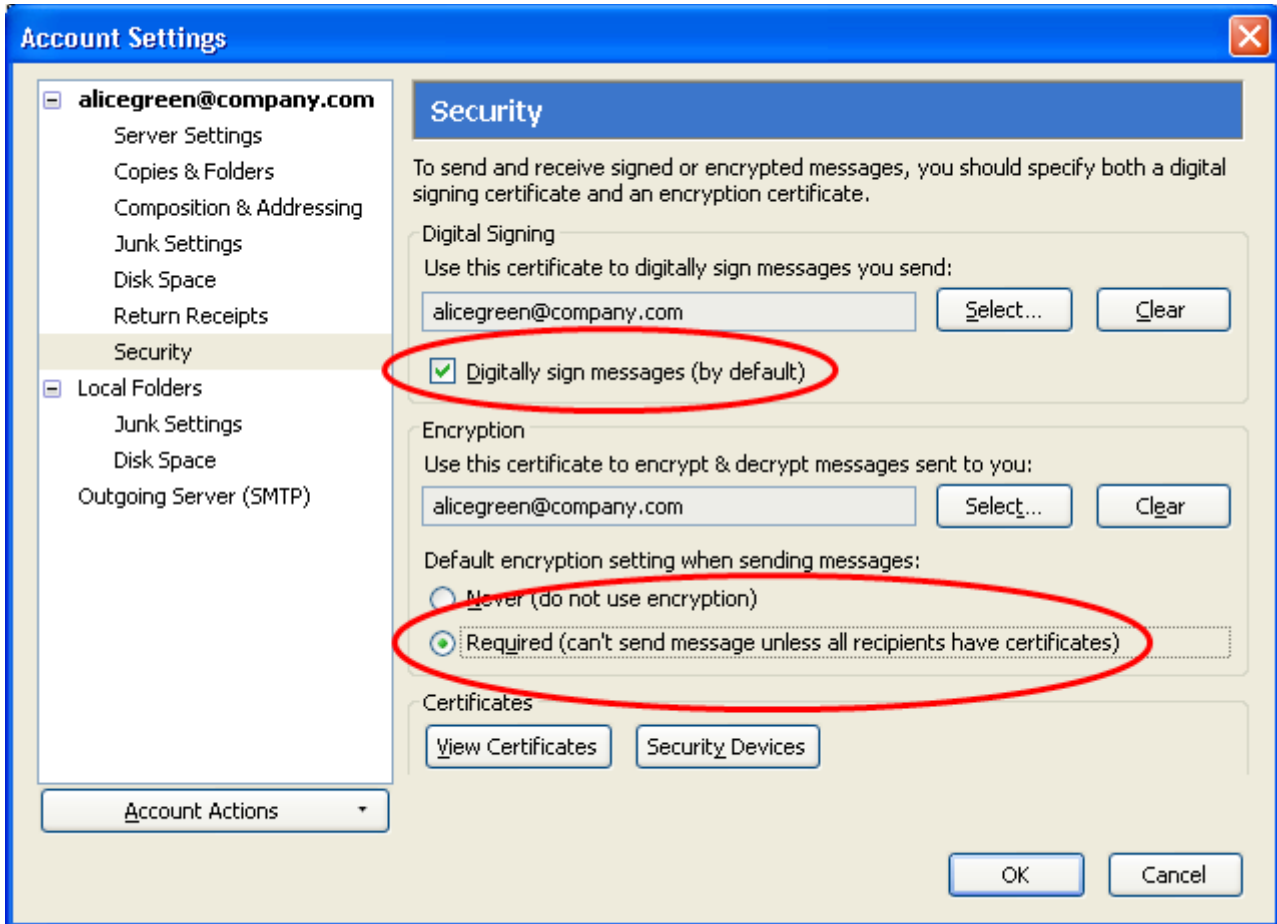 Account Settings
alicegreen@company.com
Server Settings
Copies & Folders
Composition & Addressing
Junk Settings
Disk Space
Return Receipts
Security
Local Folders
Junk Settings
Disk Space
Outgoing Server (SMTP)
Account Actions
Security
To send and receive signed or encrypted messages, you should specify both a digital
signing certificate and an encryption certificate.
Digital Signing
Use this certificate to digitally sign messages you send:
alicegreen@company.com
Select...
Clear
Digitally sign messages (by default)
Encryption
Use this certificate to encrypt & decrypt messages sent to you:
alicegreen@company.com
Select...
Clear
Default encryption setting when sending messages:
Never (do not use encryption)
Required (can't send message unless all recipients have certificates)
Certificates
View Certificates
Security Devices
OK
Cancel